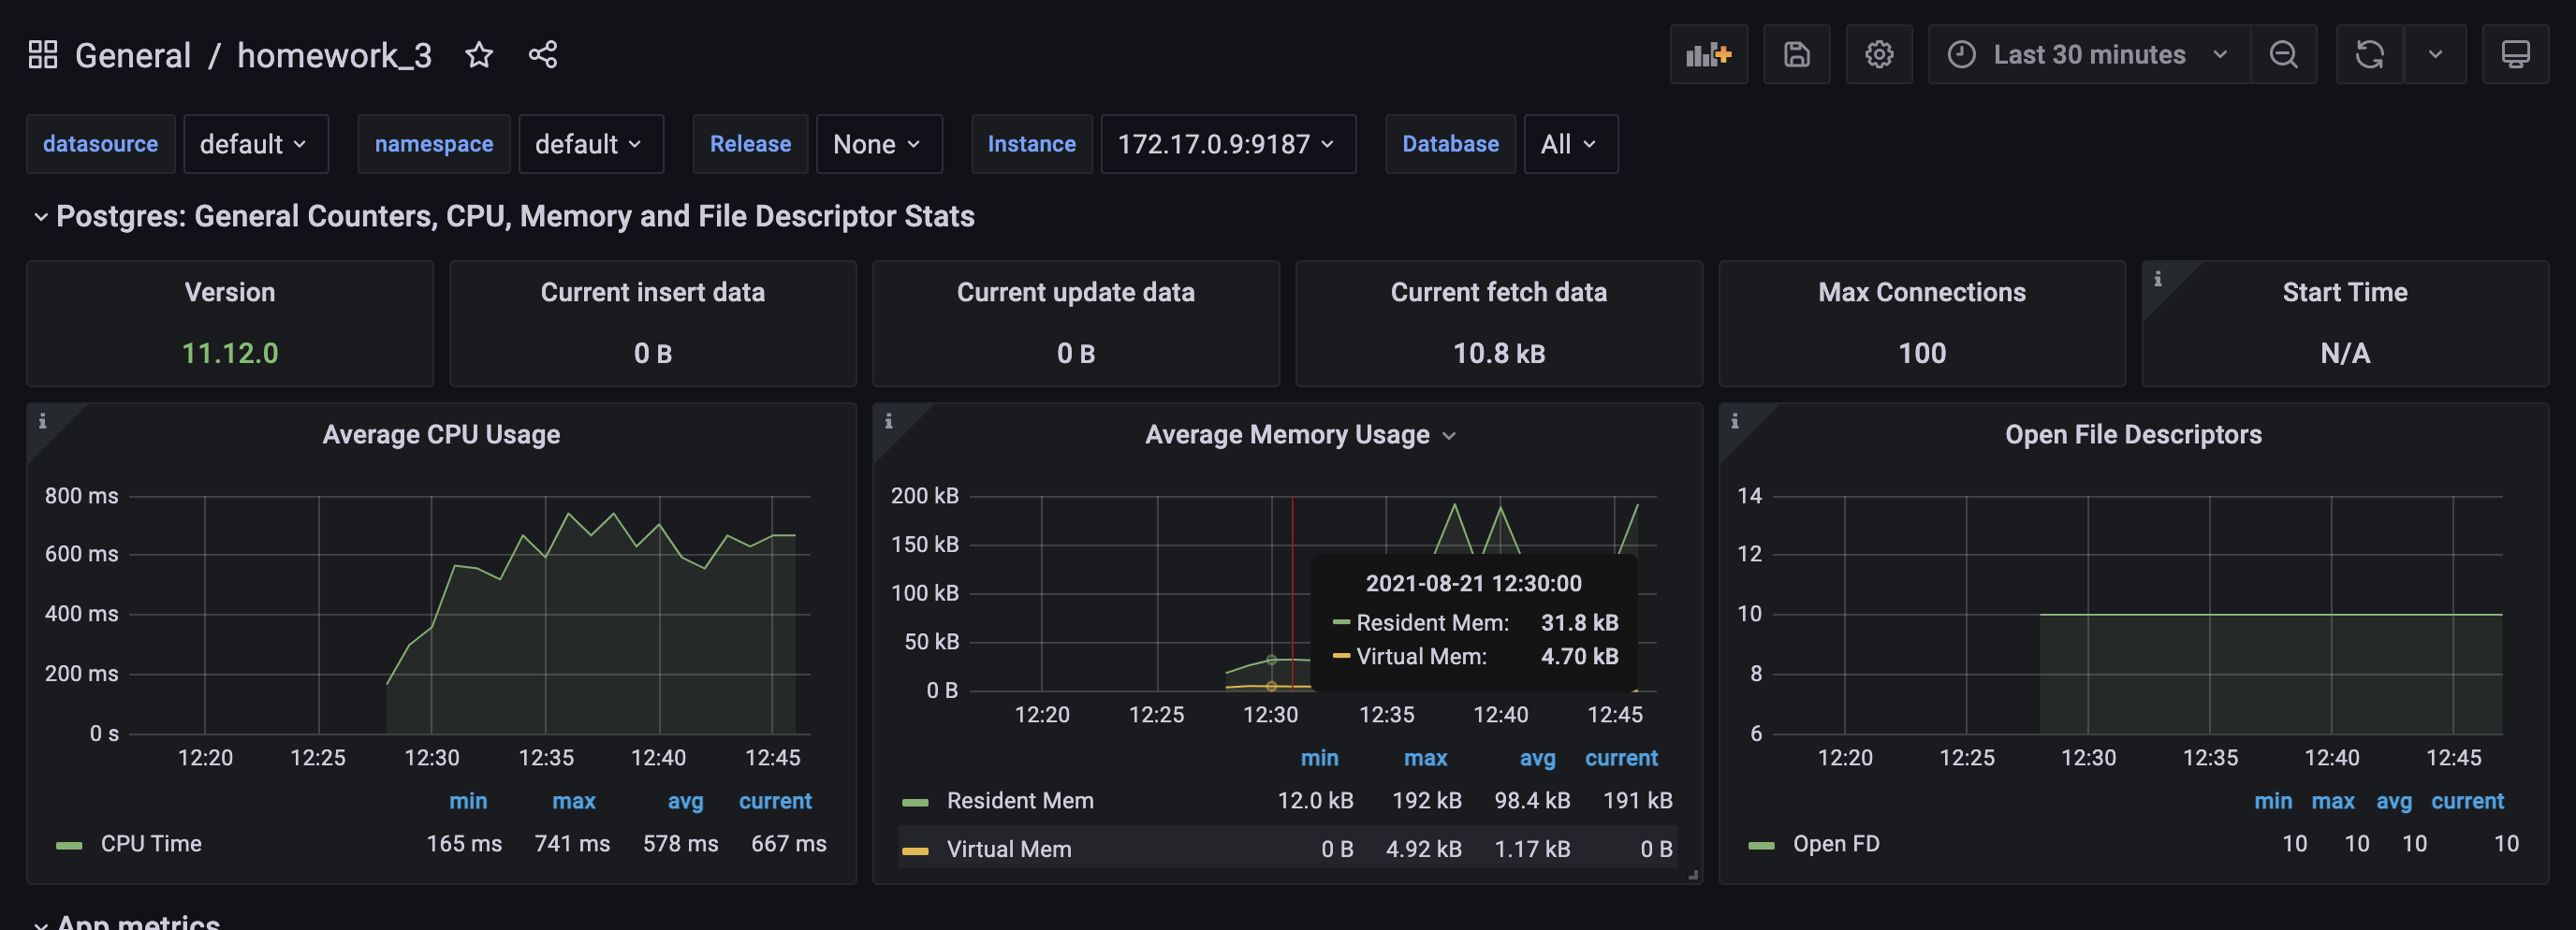 General / homework_3
Last 30 minutes
datasource default namespace default Release None Instance 172.17.0.9:9187 Database All
Postgres: General Counters, CPU, Memory and File Descriptor Stats
Version
11.12.0
Current insert data
0 B
Current update data
0 B
Current fetch data
10.8 kB
Max Connections
100
i
Start Time
N/A
i
Average CPU Usage
800 ms
600 ms
400 ms
200 ms
0 s
12:20 12:25 12:30 12:35 12:40 12:45
min max avg current
CPU Time 165 ms 741 ms 578 ms 667 ms
i
Average Memory Usage
200 kB
150 kB
100 kB
50 kB
0 B
2021-08-21 12:30:00
Resident Mem: 31.8 kB
Virtual Mem: 4.70 kB
12:20 12:25 12:30 12:35 12:40 12:45
min max avg current
Resident Mem 12.0 kB 192 kB 98.4 kB 191 kB
Virtual Mem 0 B 4.92 kB 1.17 kB 0 B
i
Open File Descriptors
14
12
10
8
6
12:20 12:25 12:30 12:35 12:40 12:45
min max avg current
Open FD 10 10 10 10
App metrics